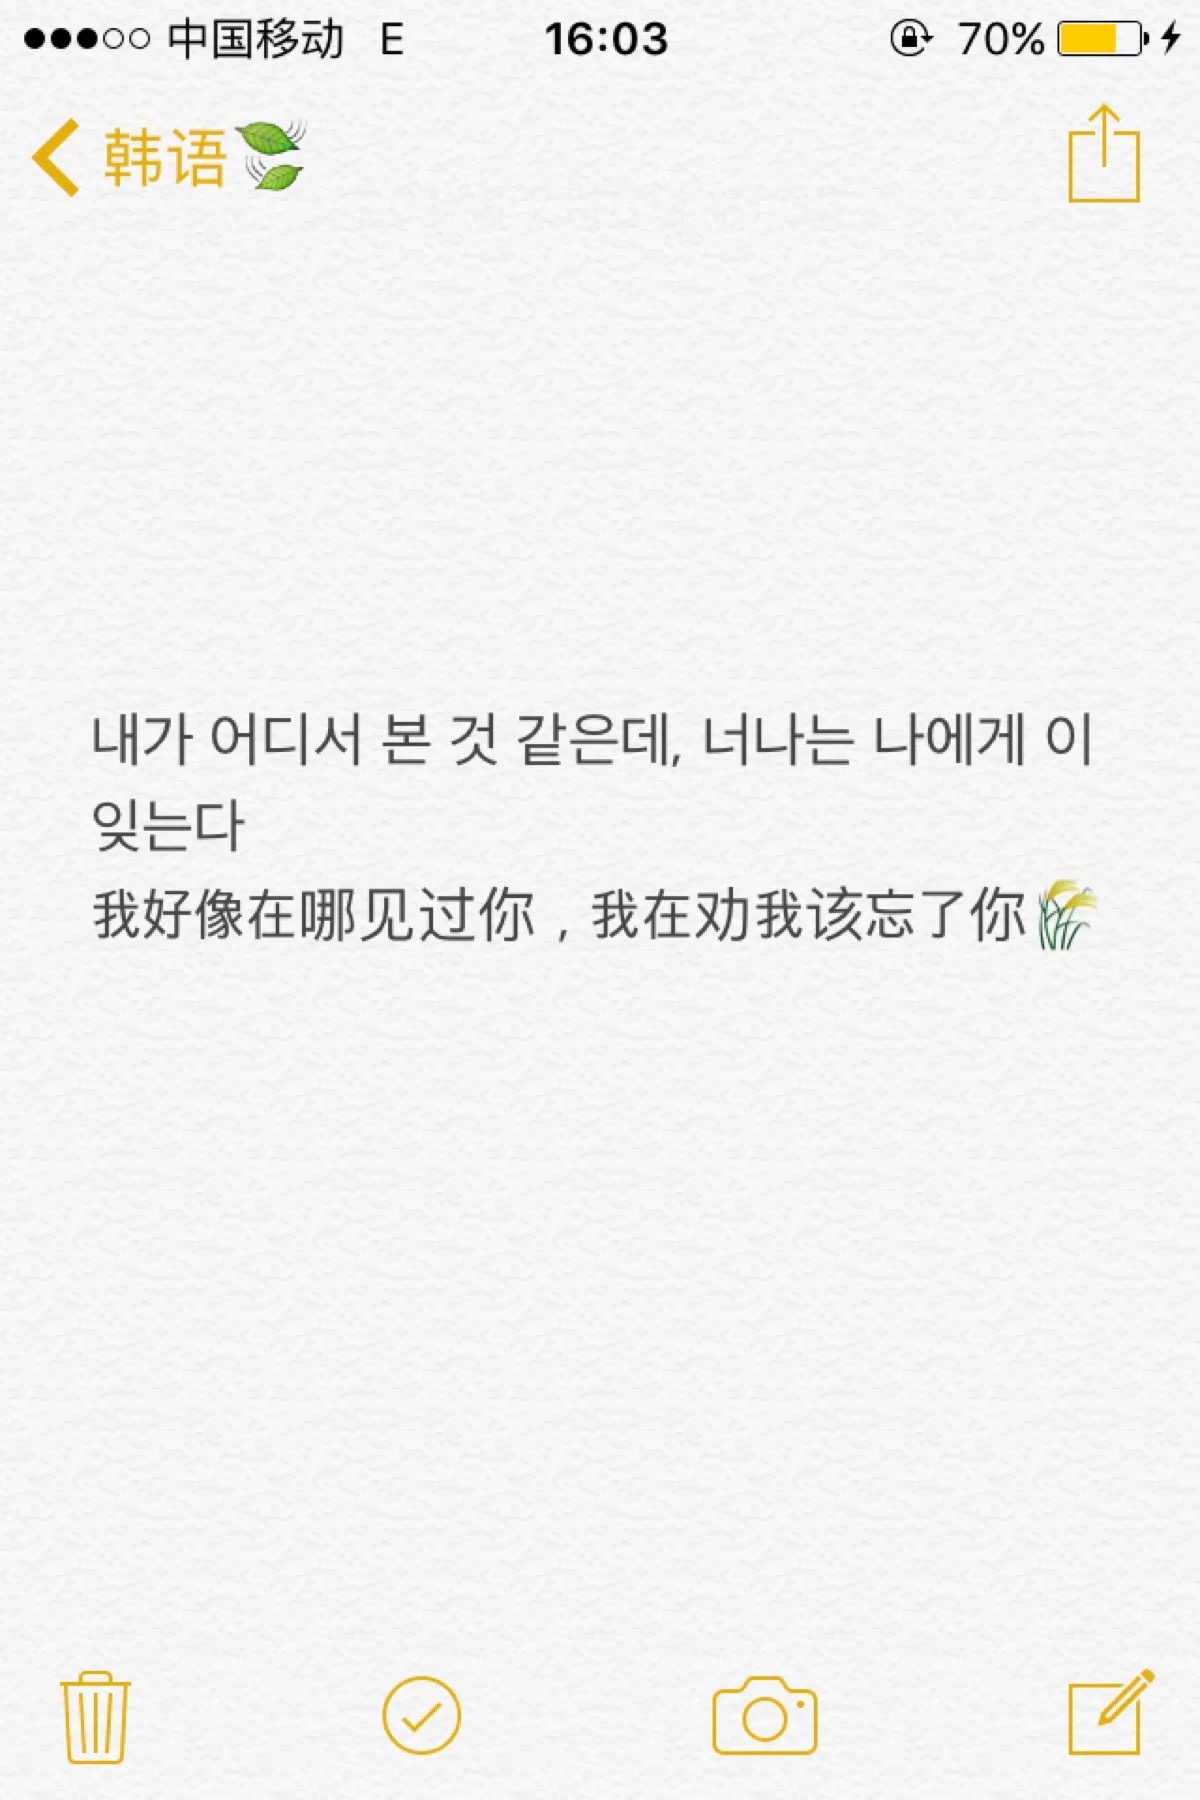 中国移动 E 16:03 70%
韩语
내가 어디서 본 것 같은데, 너나는 나에게 이
잊는다
我好像在哪见过你，我在劝我该忘了你